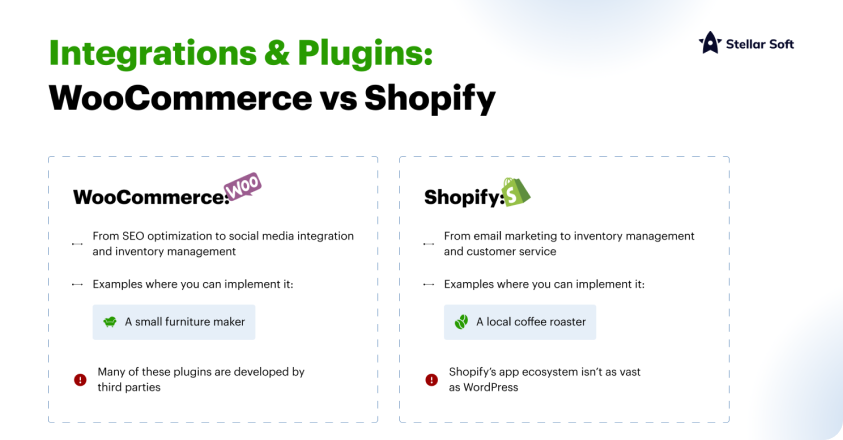 Integrations & Plugins:
WooCommerce vs Shopify
Stellar Soft
WooCommerce:
Woo
From SEO optimization to social media integration
and inventory management
Examples where you can implement it:
A small furniture maker
Many of these plugins are developed by
third parties
Shopify:
S
From email marketing to inventory management
and customer service
Examples where you can implement it:
A local coffee roaster
Shopify’s app ecosystem isn’t as vast
as WordPress